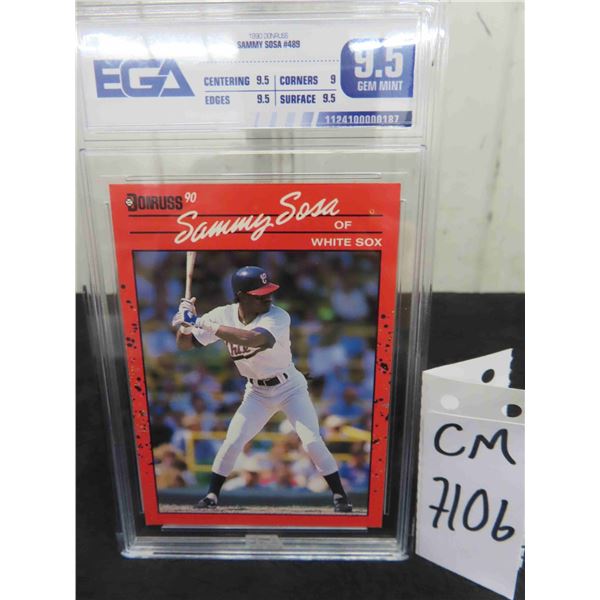 1990 DONRUSS
SAMMY SOSA #489
EGA
CENTERING 9.5 CORNERS 9
EDGES 9.5 SURFACE 9.5
9.5
GEM MINT
1124100000187
DONRUSS 90
Sammy Sosa
OF
WHITE SOX
CM
7106